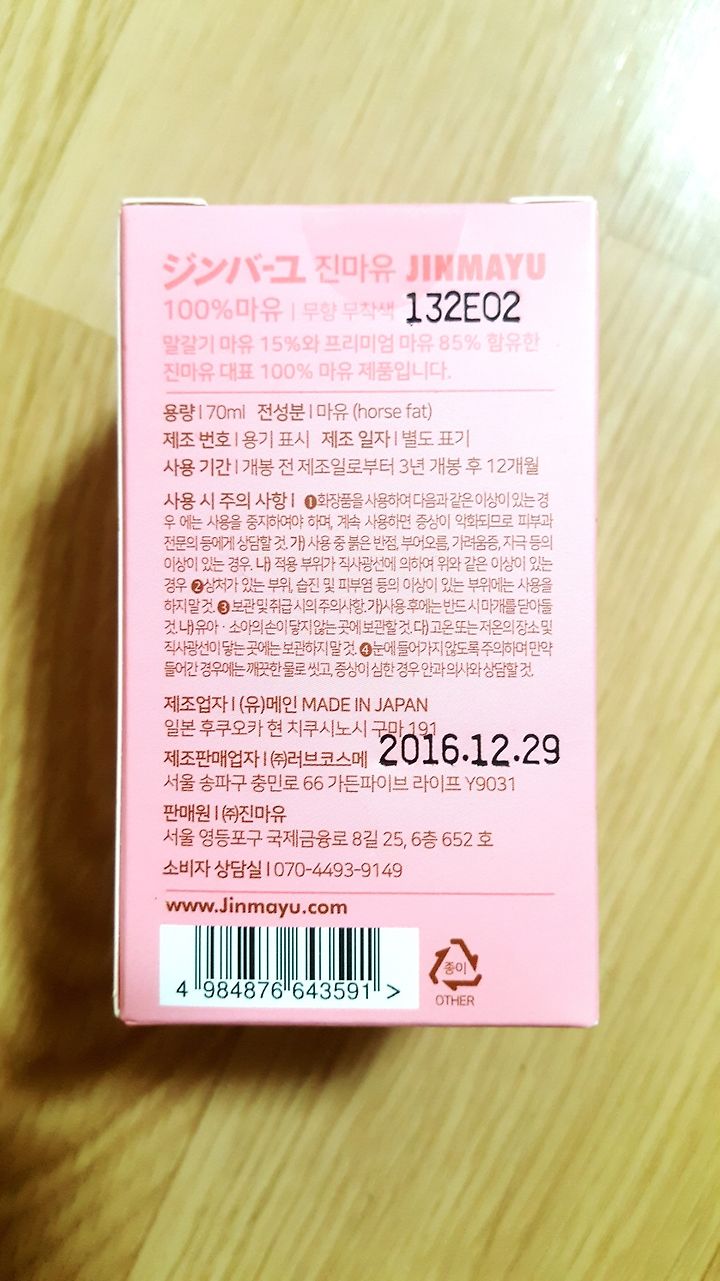 ジンバーユ 진마유 JINMAYU
100%마유 | 무향 무착색 132E02
말갈기 마유 15%와 프리미엄 마유 85% 함유한
진마유 대표 100% 마유 제품입니다.
용량 | 70ml 전성분 | 마유 (horse fat)
제조 번호 | 용기 표시 제조 일자 | 별도 표기
사용 기간 | 개봉 전 제조일로부터 3년 개봉 후 12개월
사용 시 주의 사항 | ❶화장품을 사용하여 다음과 같은 이상이 있는 경
우 에는 사용을 중지하여야 하며, 계속 사용하면 증상이 악화되므로 피부과
전문의 등에게 상담할 것. 가) 사용 중 붉은 반점, 부어오름, 가려움증, 자극 등의
이상이 있는 경우. 나) 적용 부위가 직사광선에 의하여 위와 같은 이상이 있는
경우 ❷상처가 있는 부위, 습진 및 피부염 등의 이상이 있는 부위에는 사용을
하지말 것. ❸ 보관 및 취급 시의 주의사항. 가)사용 후에는 반드시 마개를 닫아둘
것. 나) 유아 · 소아의 손이 닿지 않는 곳에 보관할 것. 다) 고온 또는 저온의 장소 및
직사광선이 닿는 곳에는 보관하지 말 것. ❹눈에 들어가지 않도록 주의하며 만약
들어간 경우에는 깨끗한 물로 씻고, 증상이 심한 경우 안과 의사와 상담할 것.
제조업자 | (유)메인 MADE IN JAPAN
일본 후쿠오카 현 치쿠시노시 구마 191
제조판매업자 | ㈜러브코스메 2016.12.29
서울 송파구 충민로 66 가든파이브 라이프 Y9031
판매원 | ㈜진마유
서울 영등포구 국제금융로 8길 25, 6층 652 호
소비자 상담실 | 070-4493-9149
www.Jinmayu.com
4 984876 643591 >
종이
OTHER